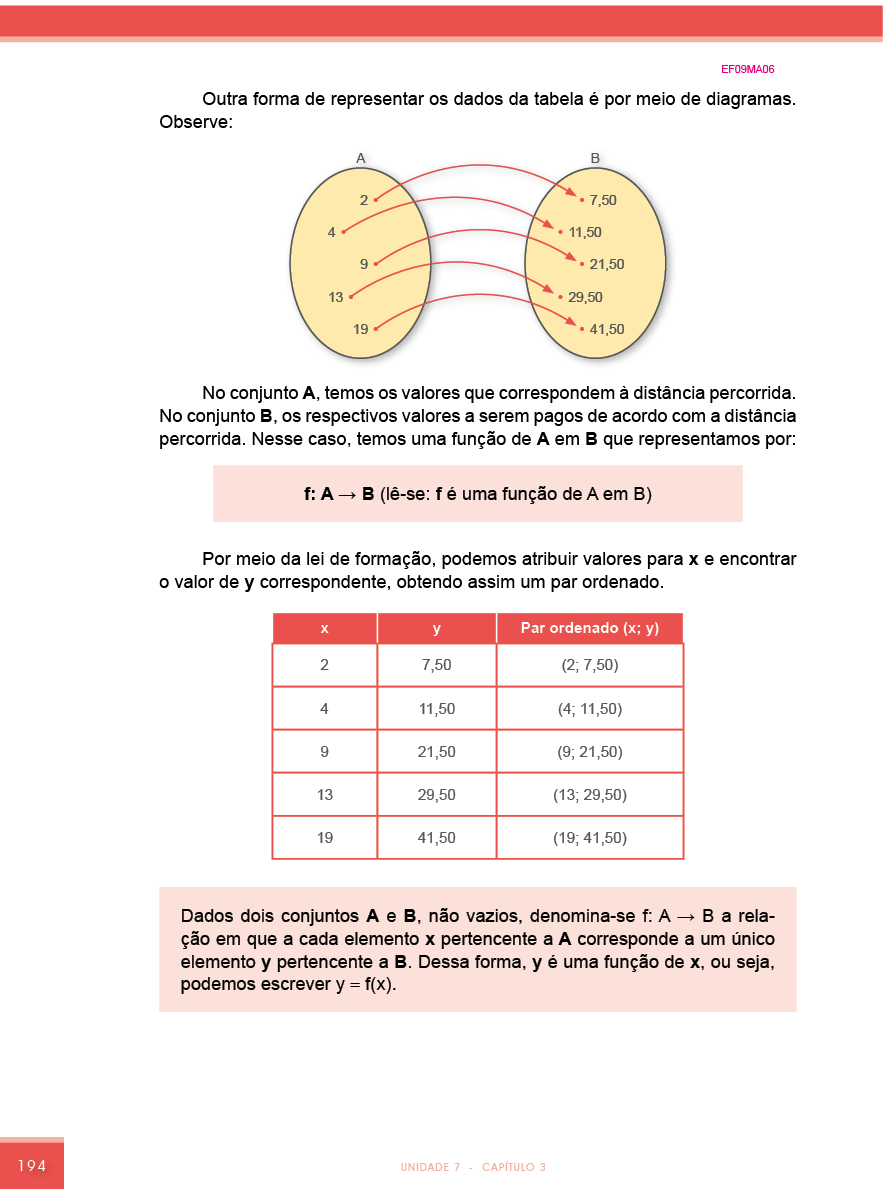 EF09MA06
Outra forma de representar os dados da tabela é por meio de diagramas.
Observe:
A B
2 7,50
4 11,50
9 21,50
13 29,50
19 41,50
No conjunto A, temos os valores que correspondem à distância percorrida.
No conjunto B, os respectivos valores a serem pagos de acordo com a distância
percorrida. Nesse caso, temos uma função de A em B que representamos por:
f: A → B (lê-se: f é uma função de A em B)
Por meio da lei de formação, podemos atribuir valores para x e encontrar
o valor de y correspondente, obtendo assim um par ordenado.
x y Par ordenado (x; y)
2 7,50 (2; 7,50)
4 11,50 (4; 11,50)
9 21,50 (9; 21,50)
13 29,50 (13; 29,50)
19 41,50 (19; 41,50)
Dados dois conjuntos A e B, não vazios, denomina-se f: A → B a rela-
ção em que a cada elemento x pertencente a A corresponde a um único
elemento y pertencente a B. Dessa forma, y é uma função de x, ou seja,
podemos escrever y = f(x).
194 UNIDADE 7 - CAPÍTULO 3